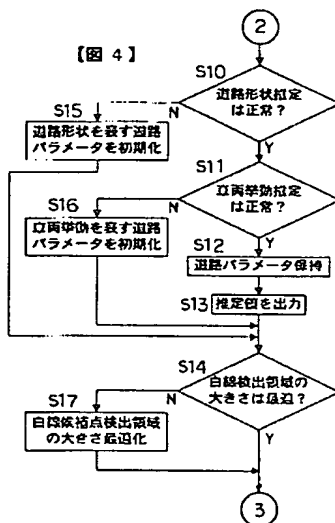 【図 4】
2
S10
道路形状推定
は正常?
N
Y
S15
道路形状を表す道路
パラメータを初期化
S11
車両挙動推定
は正常?
N
Y
S16
車両挙動を表す道路
パラメータを初期化
S12
道路パラメータ保持
S13
推定値を出力
S14
白線検出領域の
大きさは最適?
N
Y
S17
白線候補点検出領域
の大きさ最適化
3